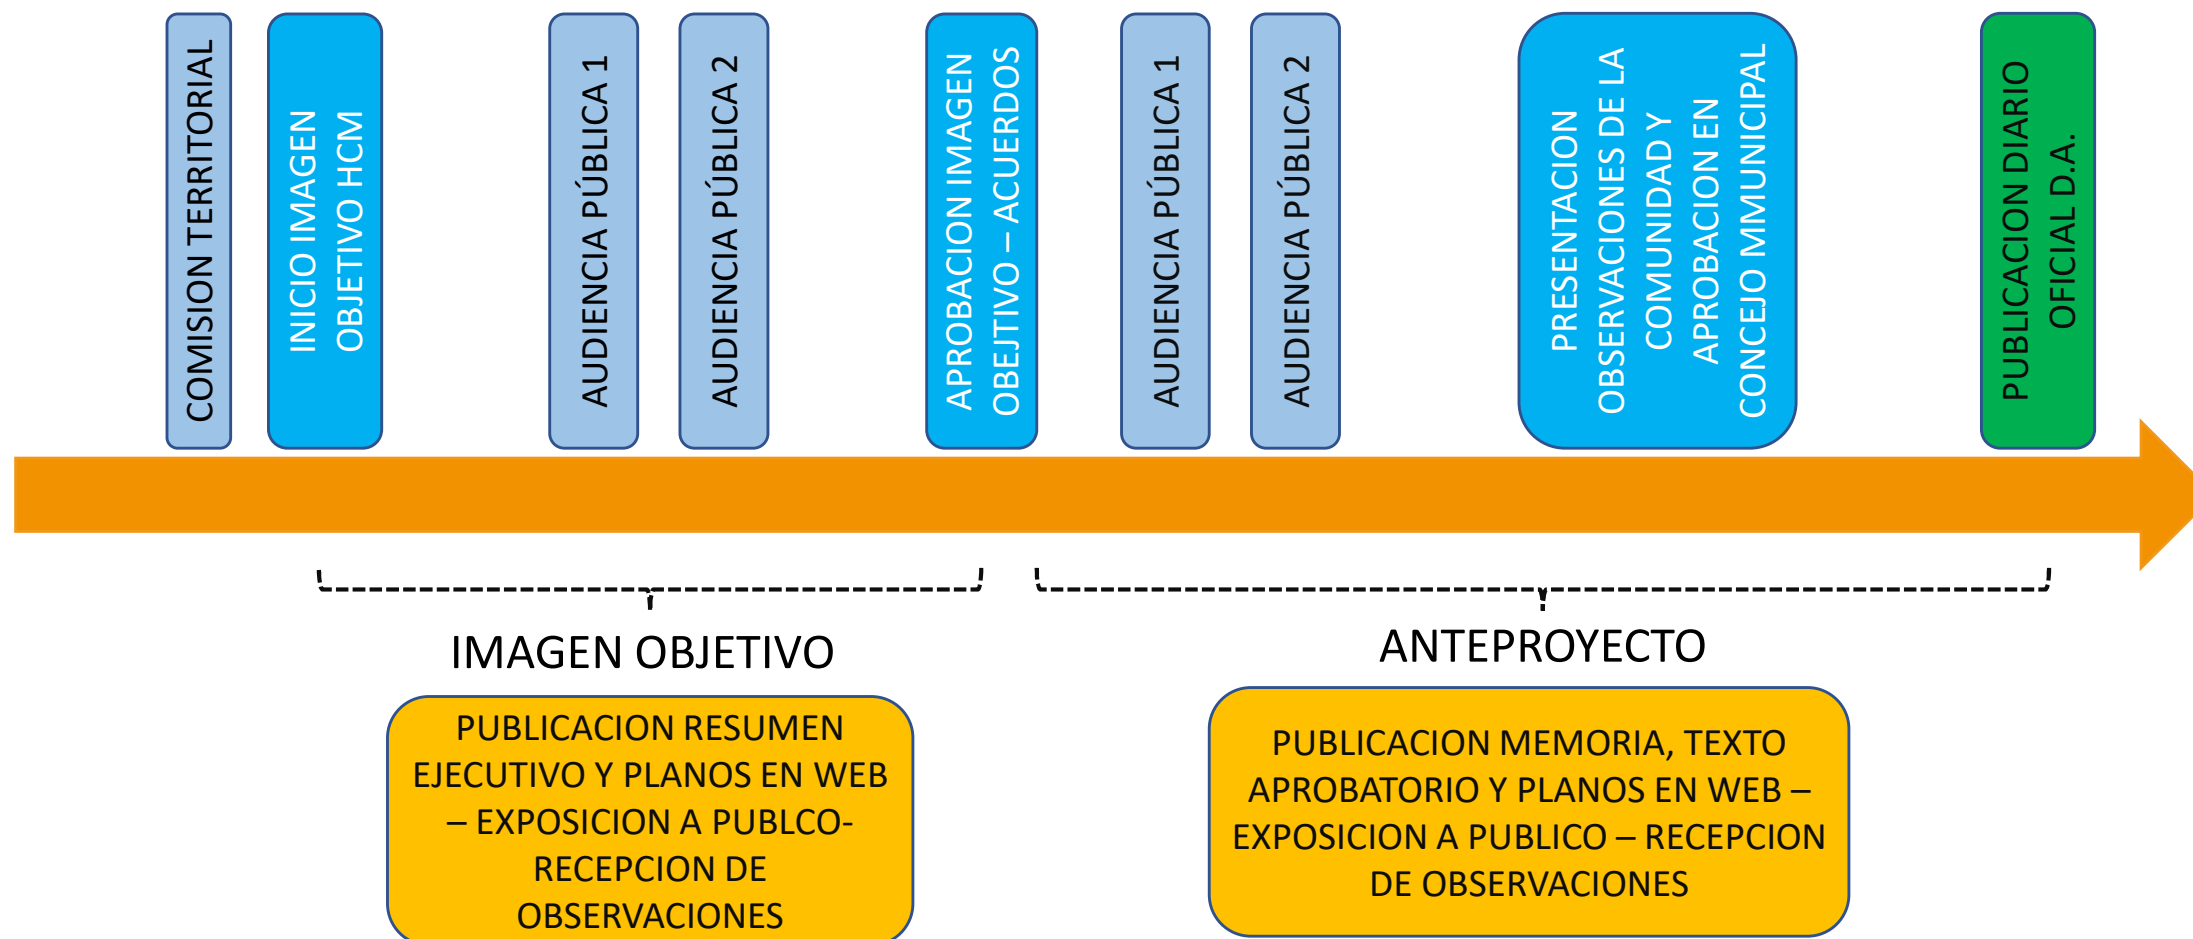 COMISION TERRITORIAL
INICIO IMAGEN
OBJETIVO HCM
AUDIENCIA PÚBLICA 1
AUDIENCIA PÚBLICA 2
APROBACION IMAGEN
OBEJTIVO – ACUERDOS
AUDIENCIA PÚBLICA 1
AUDIENCIA PÚBLICA 2
PRESENTACION
OBSERVACIONES DE LA
COMUNIDAD Y
APROBACION EN
CONCEJO MMUNICIPAL
PUBLICACION DIARIO
OFICIAL D.A.
IMAGEN OBJETIVO
PUBLICACION RESUMEN
EJECUTIVO Y PLANOS EN WEB
– EXPOSICION A PUBLCO-
RECEPCION DE
OBSERVACIONES
ANTEPROYECTO
PUBLICACION MEMORIA, TEXTO
APROBATORIO Y PLANOS EN WEB –
EXPOSICION A PUBLICO – RECEPCION
DE OBSERVACIONES